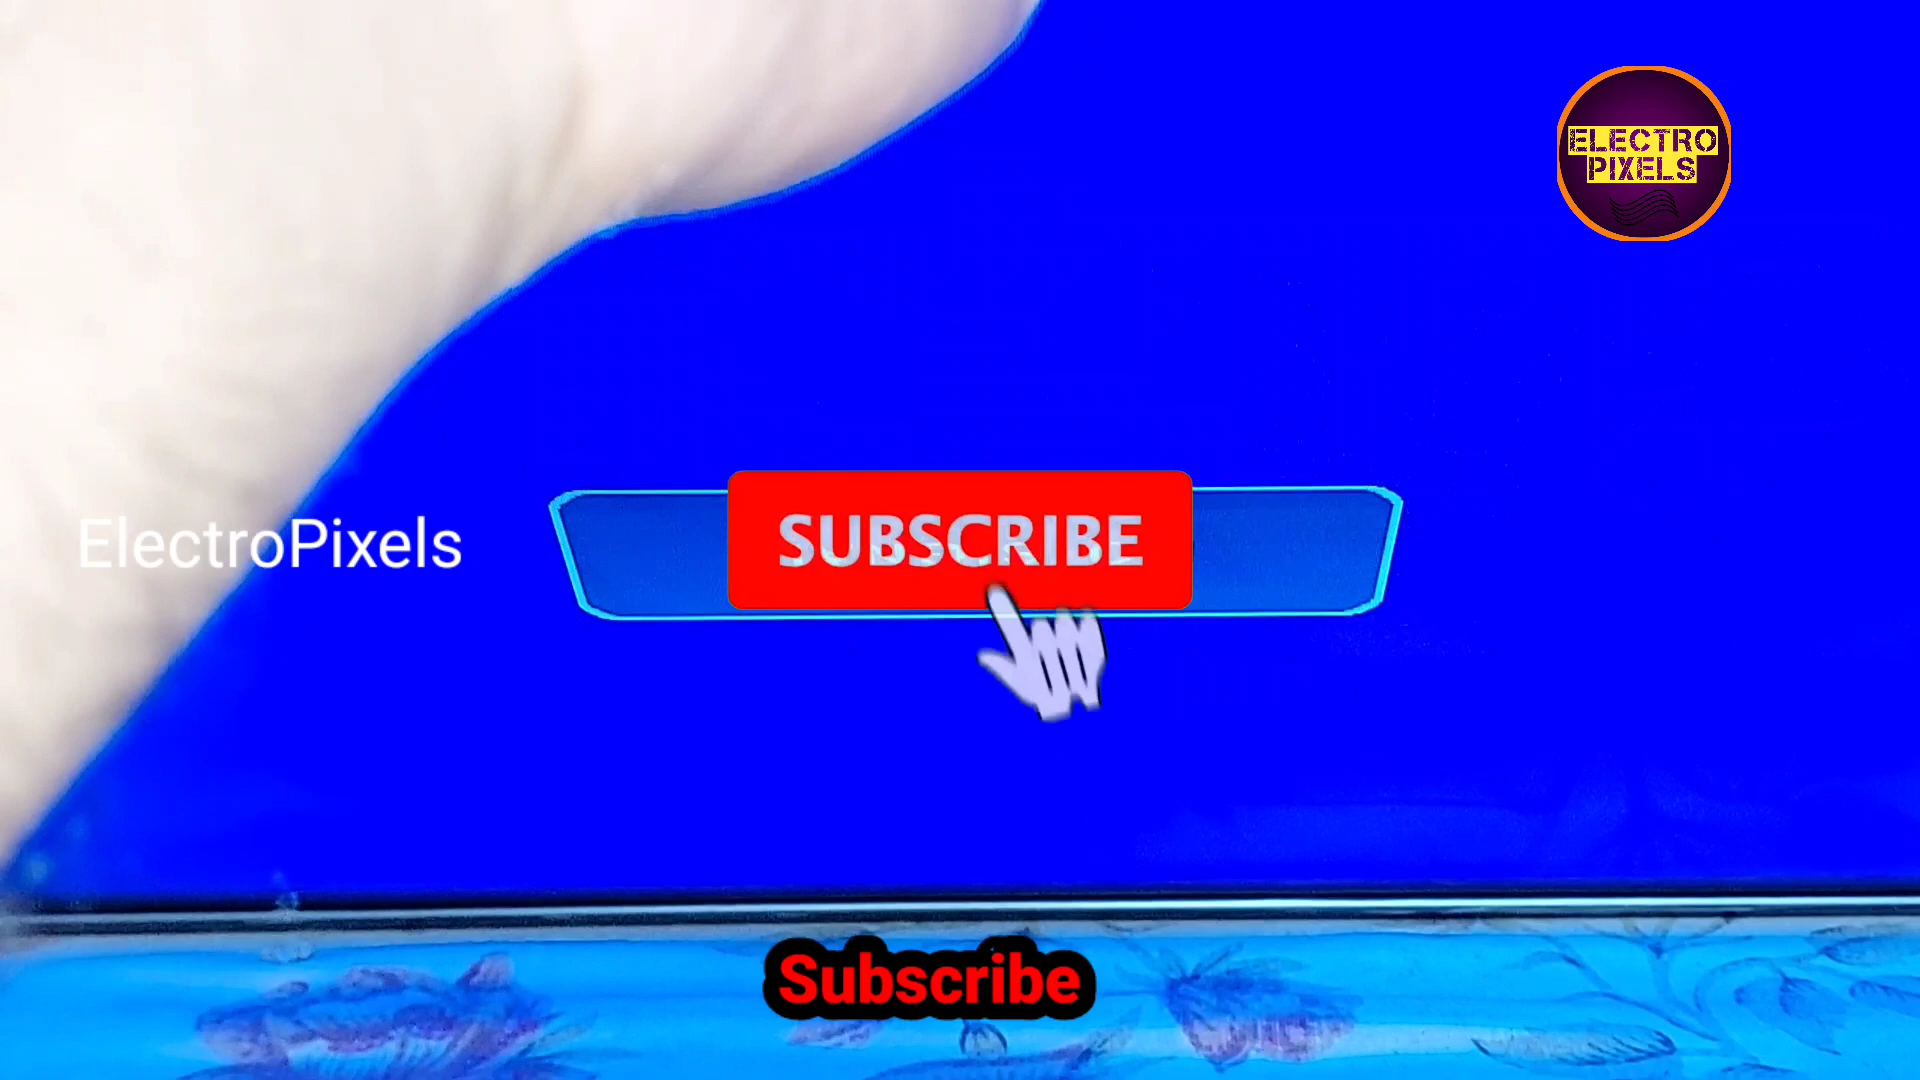 ELECTRO
PIXELS
ElectroPixels
SUBSCRIBE
Subscribe